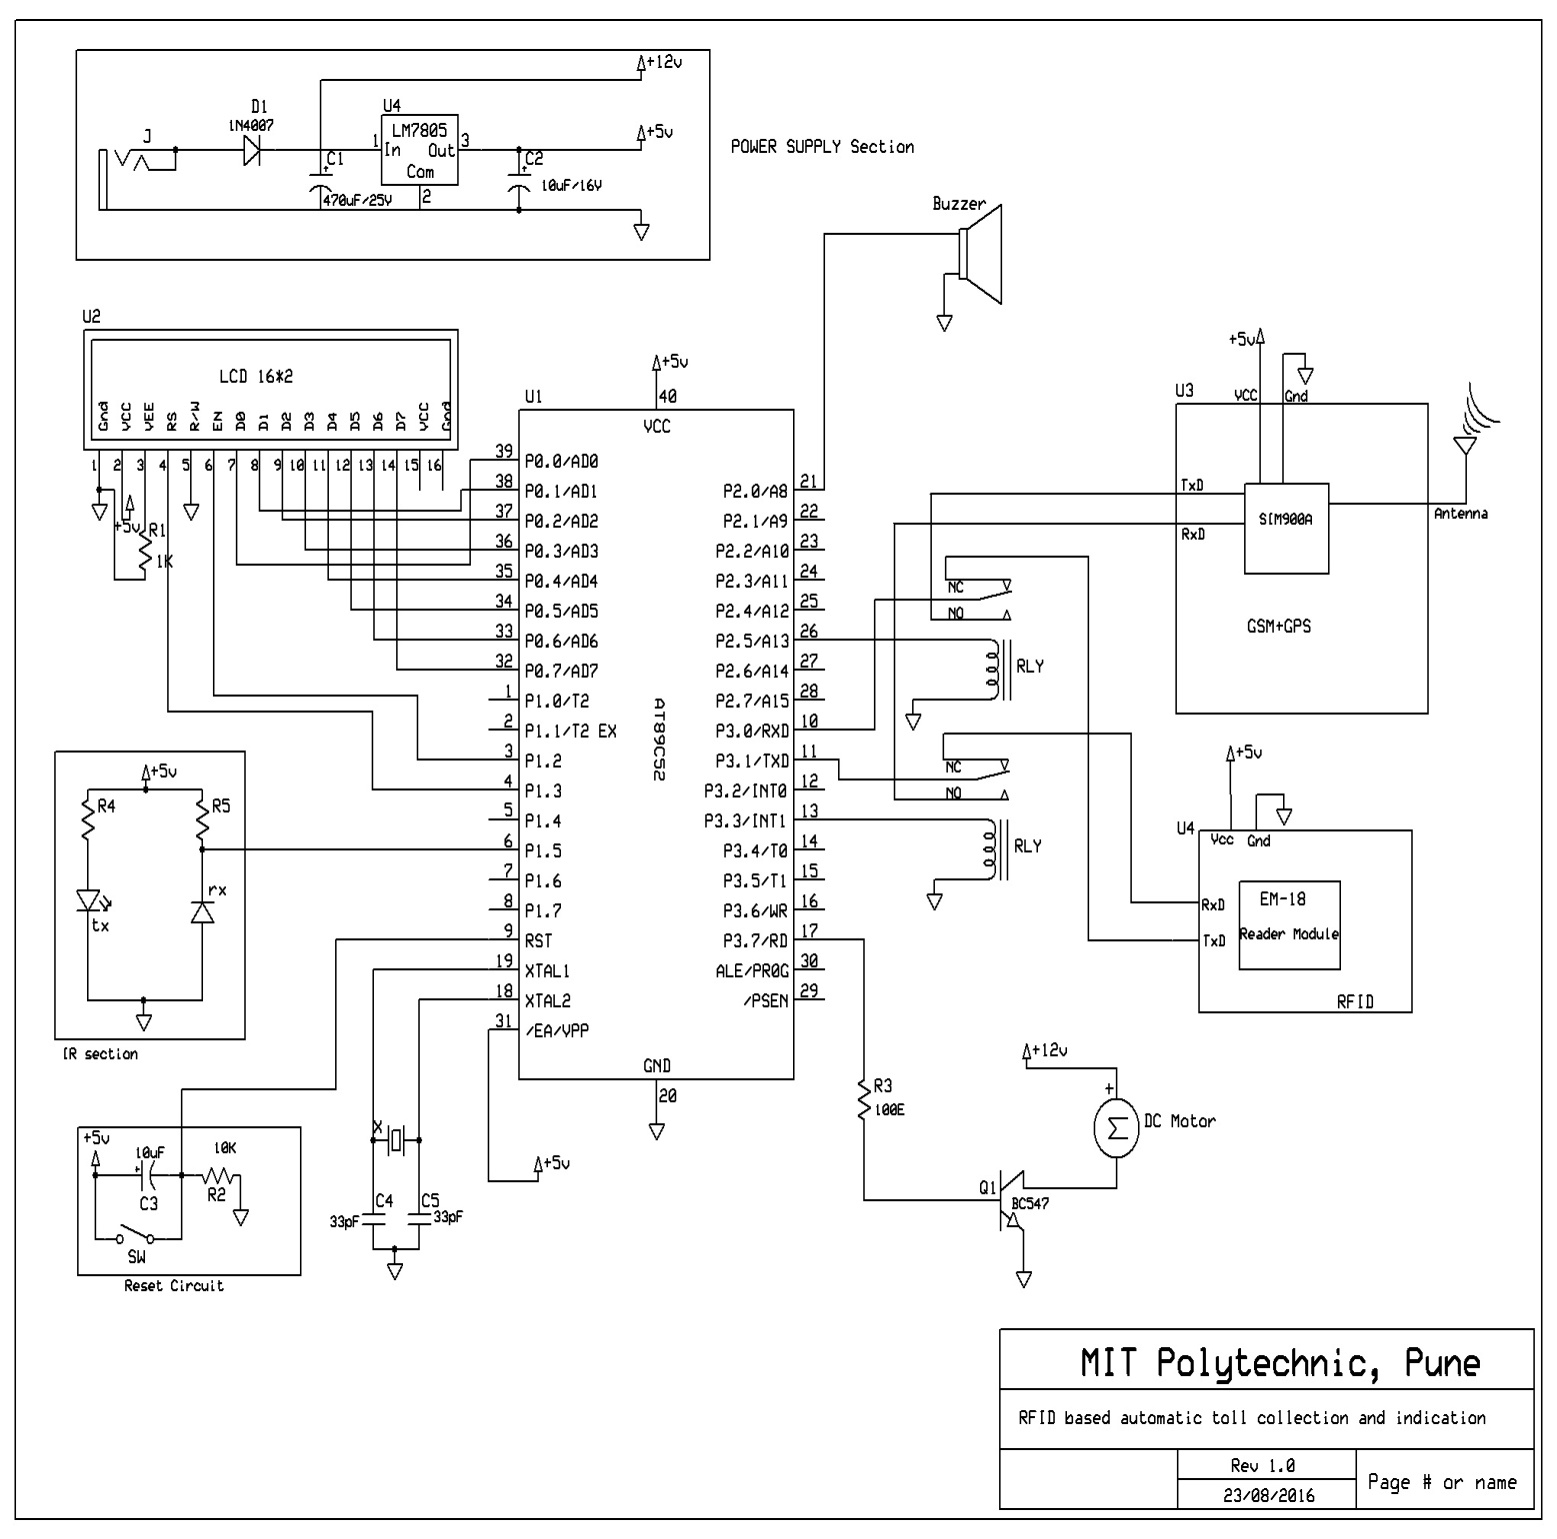 +12v
D1
1N4007
U4
J
LM7805
1
In
Out
3
+5v
C1
+
Com
2
470uF/25V
C2
+
10uF/16V
POWER SUPPLY Section
Buzzer
U2
LCD 16*2
Gnd VCC VEE RS R/W EN D0 D1 D2 D3 D4 D5 D6 D7 VCC Gnd
1 2 3 4 5 6 7 8 9 10 11 12 13 14 15 16
+5v
R1
1K
+5v
U1
40
VCC
39 P0.0/AD0
38 P0.1/AD1
37 P0.2/AD2
36 P0.3/AD3
35 P0.4/AD4
34 P0.5/AD5
33 P0.6/AD6
32 P0.7/AD7
1 P1.0/T2
2 P1.1/T2 EX
3 P1.2
4 P1.3
5 P1.4
6 P1.5
7 P1.6
8 P1.7
9 RST
19 XTAL1
18 XTAL2
31 /EA/VPP
AT89C52
P2.0/A8 21
P2.1/A9 22
P2.2/A10 23
P2.3/A11 24
P2.4/A12 25
P2.5/A13 26
P2.6/A14 27
P2.7/A15 28
P3.0/RXD 10
P3.1/TXD 11
P3.2/INT0 12
P3.3/INT1 13
P3.4/T0 14
P3.5/T1 15
P3.6/WR 16
P3.7/RD 17
ALE/PR0G 30
/PSEN 29
GND
20
+5v
U3
VCC
Gnd
TxD
RxD
SIM900A
Antenna
GSM+GPS
NC
NO
RLY
NC
NO
RLY
+5v
U4
Vcc
Gnd
RxD
TxD
EM-18
Reader Module
RFID
+5v
R4
R5
tx
rx
IR section
+5v
10uF
+
C3
10K
R2
SW
Reset Circuit
X
C4
33pF
C5
33pF
+5v
R3
100E
+12v
+
Σ
DC Motor
Q1
BC547
MIT Polytechnic, Pune
RFID based automatic toll collection and indication
Rev 1.0
23/08/2016
Page # or name